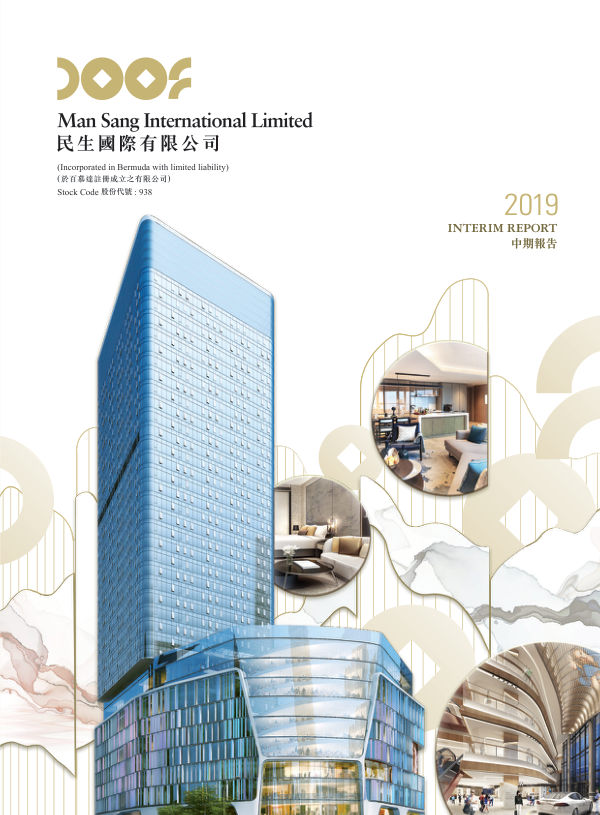 Man Sang International Limited
民生國際有限公司
(Incorporated in Bermuda with limited liability)
(於百慕達註冊成立之有限公司)
Stock Code 股份代號 : 938
2019
INTERIM REPORT
中期報告